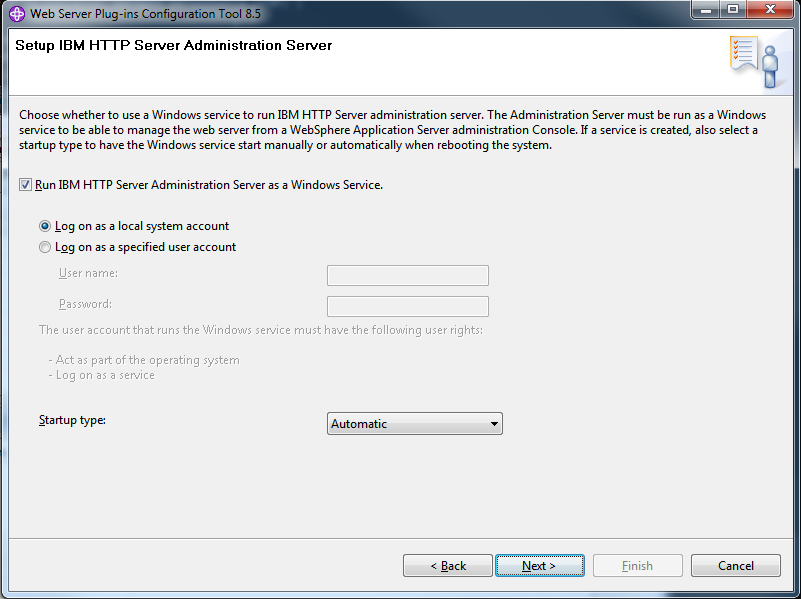 Web Server Plug-ins Configuration Tool 8.5
Setup IBM HTTP Server Administration Server
Choose whether to use a Windows service to run IBM HTTP Server administration server. The Administration Server must be run as a Windows
service to be able to manage the web server from a WebSphere Application Server administration Console. If a service is created, also select a
startup type to have the Windows service start manually or automatically when rebooting the system.
Run IBM HTTP Server Administration Server as a Windows Service.
Log on as a local system account
Log on as a specified user account
User name:
Password:
The user account that runs the Windows service must have the following user rights:
- Act as part of the operating system
- Log on as a service
Startup type:
Automatic
< Back
Next >
Finish
Cancel